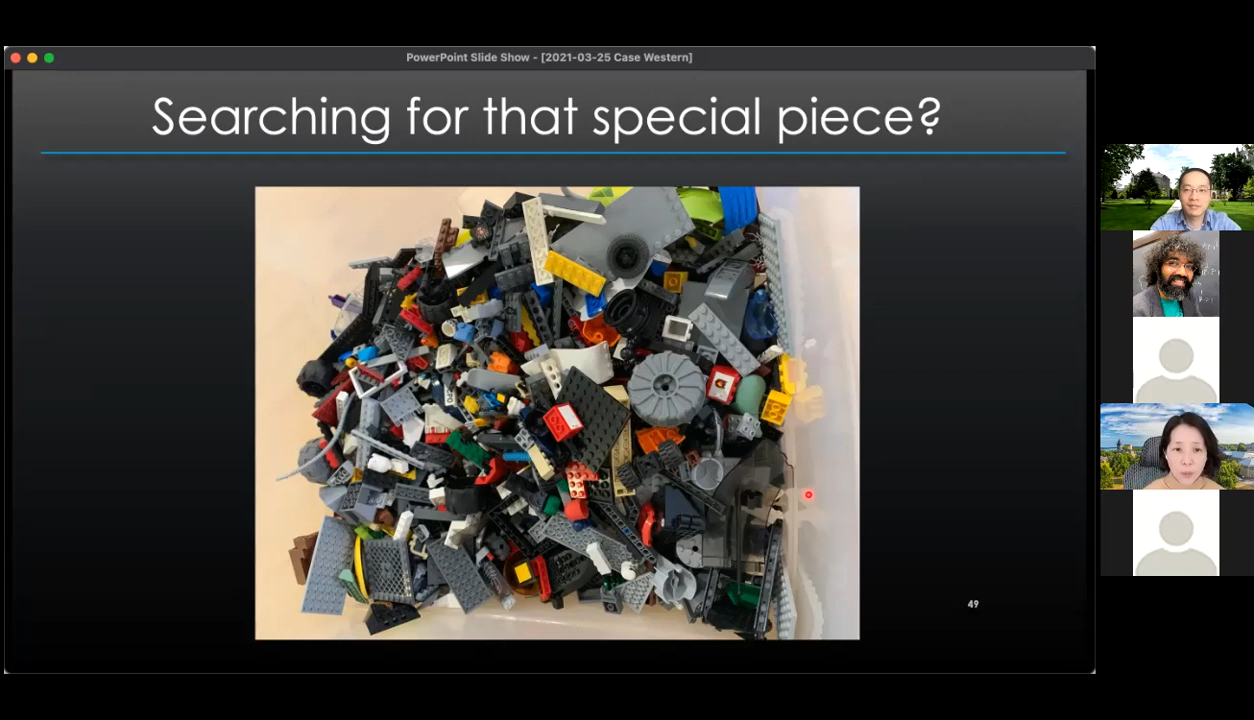 PowerPoint Slide Show - [2021-03-25 Case Western]
Searching for that special piece?
49